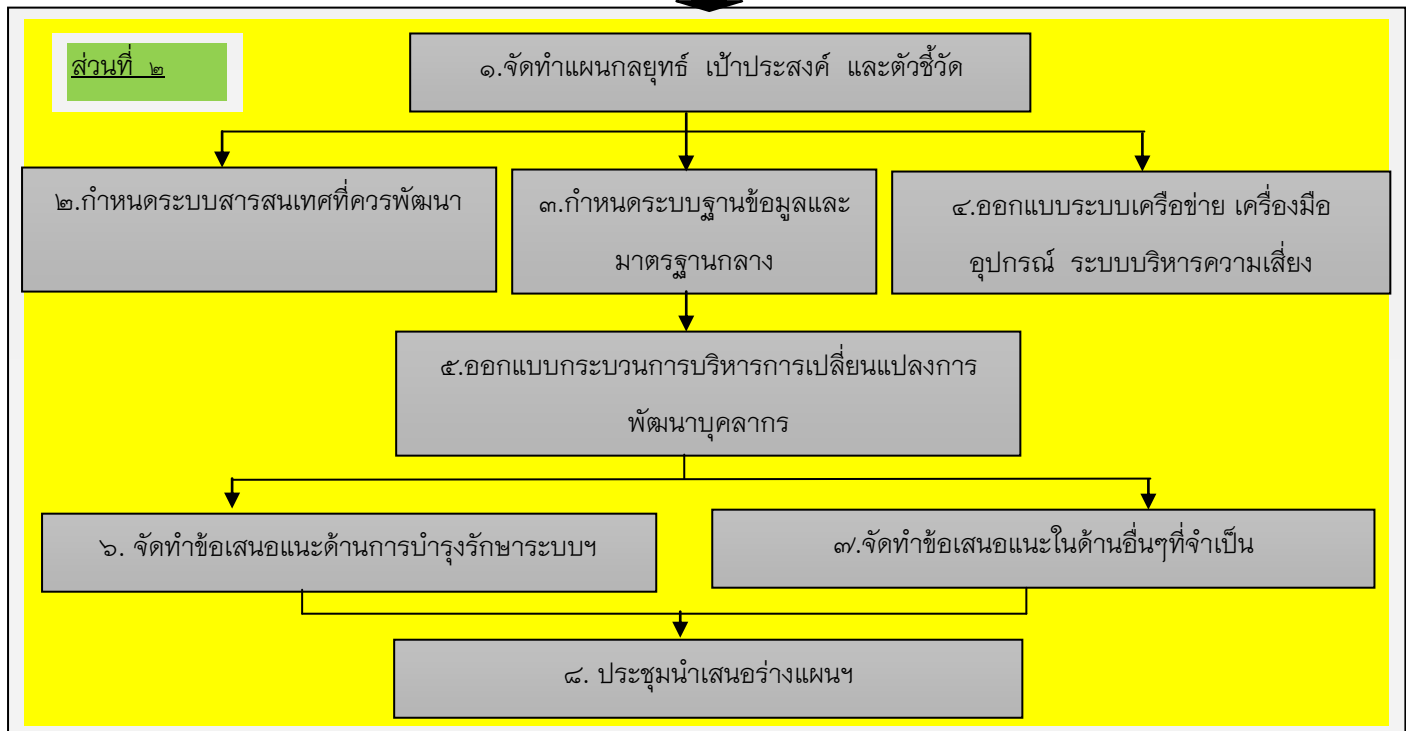 ส่วนที่ ๒
๑.จัดทำแผนกลยุทธ์ เป้าประสงค์ และตัวชี้วัด
๒.กำหนดระบบสารสนเทศที่ควรพัฒนา
๓.กำหนดระบบฐานข้อมูลและ
มาตรฐานกลาง
๔.ออกแบบระบบเครือข่าย เครื่องมือ
อุปกรณ์ ระบบบริหารความเสี่ยง
๕.ออกแบบกระบวนการบริหารการเปลี่ยนแปลงการ
พัฒนาบุคลากร
๖. จัดทำข้อเสนอแนะด้านการบำรุงรักษาระบบฯ
๗.จัดทำข้อเสนอแนะในด้านอื่นๆที่จำเป็น
๘. ประชุมนำเสนอร่างแผนฯ